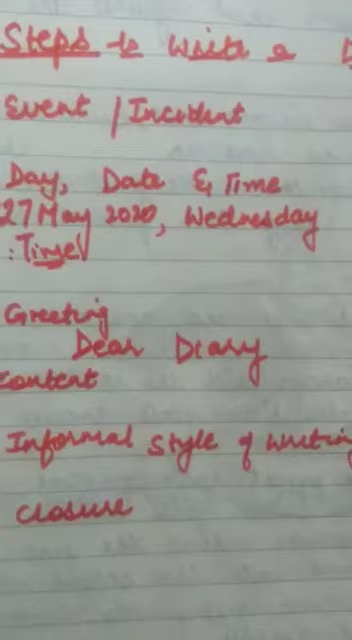 Steps to Write a D
Event / Incident
Day, Date & Time
27 May 2020, Wednesday
: Time
Greeting
Dear Diary
Content
Informal Style of writing
closure